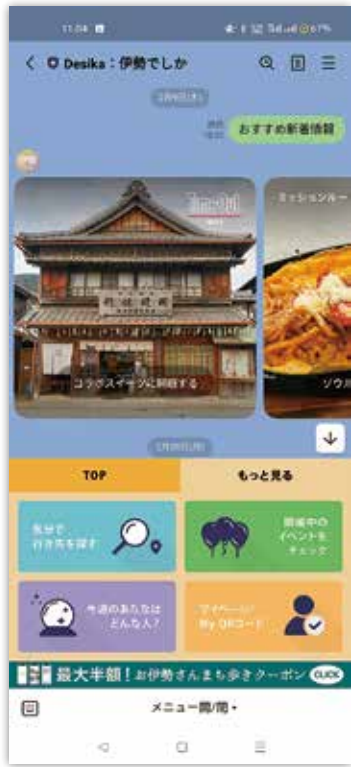 11:04
67%
Desika：伊勢でしか
おすすめ新着情報
コラボスイーツに関するする
TOP
もっと見る
気分で
行き先を探す
開催中の
イベントを
チェック
今週のあなたは
どんな人？
マイページ/
My QRコード
最大半額！お伊勢さんまち歩きクーポン
CLICK
メニュー開/閉